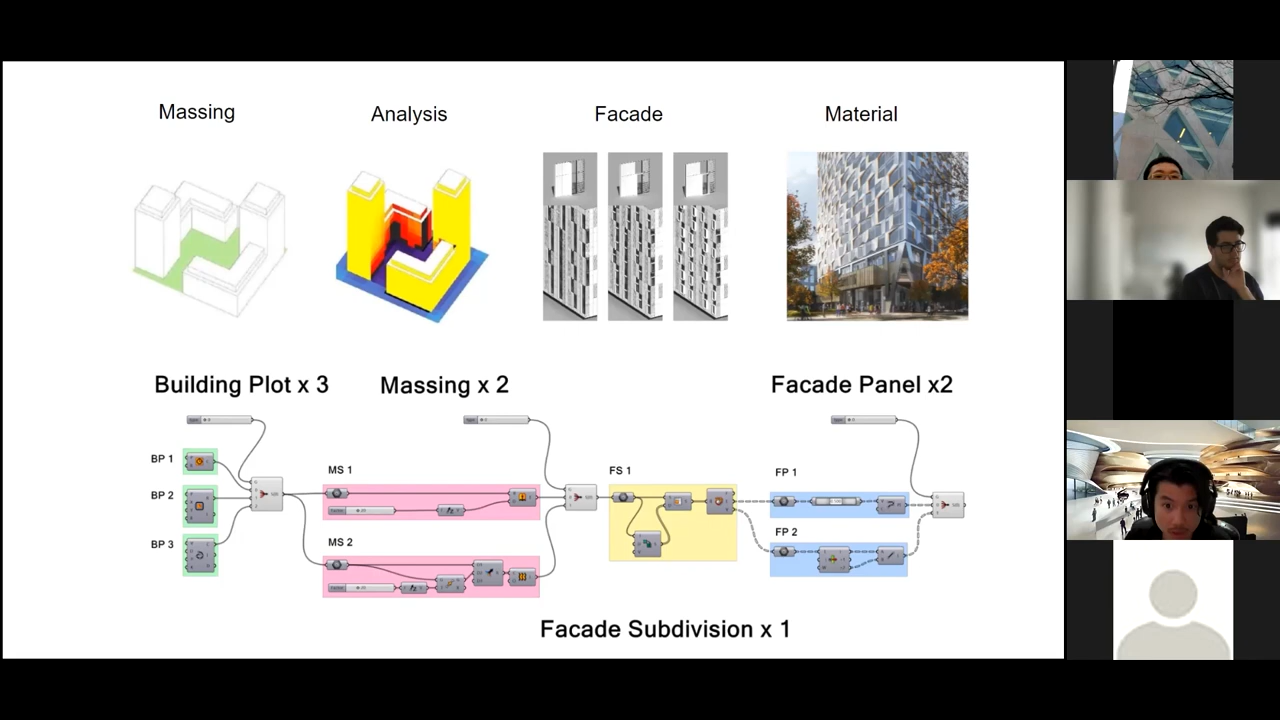 Massing
Analysis
Facade
Material
Building Plot x 3
Massing x 2
Facade Panel x2
BP 1
BP 2
BP 3
MS 1
MS 2
FS 1
FP 1
FP 2
Facade Subdivision x 1